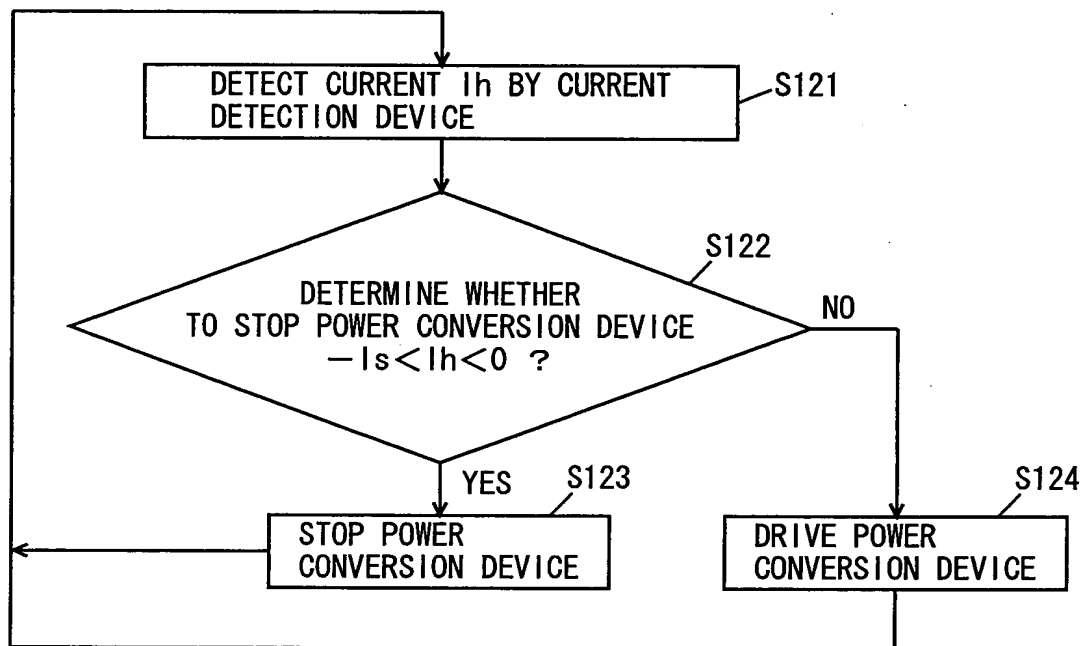 DETECT CURRENT Ih BY CURRENT
DETECTION DEVICE
S121
S122
DETERMINE WHETHER
TO STOP POWER CONVERSION DEVICE
－Is＜Ih＜0 ?
NO
YES
S123
STOP POWER
CONVERSION DEVICE
S124
DRIVE POWER
CONVERSION DEVICE